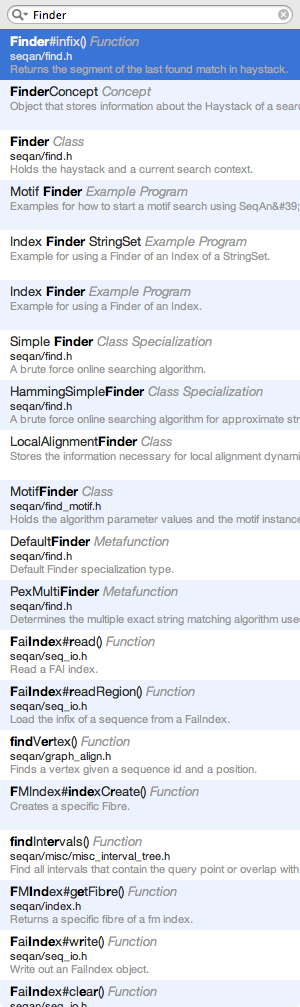 Finder
Finder#infix() Function
seqan/find.h
Returns the segment of the last found match in haystack.
FinderConcept Concept
Object that stores information about the Haystack of a sear
Finder Class
seqan/find.h
Holds the haystack and a current search context.
Motif Finder Example Program
Examples for how to start a motif search using SeqAn&#39;
Index Finder StringSet Example Program
Example for using a Finder of an Index of a StringSet.
Index Finder Example Program
Example for using a Finder of an Index.
Simple Finder Class Specialization
seqan/find.h
A brute force online searching algorithm.
HammingSimpleFinder Class Specialization
seqan/find.h
A brute force online searching algorithm for approximate str
LocalAlignmentFinder Class
Stores the information necessary for local alignment dynami
MotifFinder Class
seqan/find_motif.h
Holds the algorithm parameter values and the motif instance
DefaultFinder Metafunction
seqan/find.h
Default Finder specialization type.
PexMultiFinder Metafunction
seqan/find.h
Determines the multiple exact string matching algorithm use
FaiIndex#read() Function
seqan/seq_io.h
Read a FAI index.
FaiIndex#readRegion() Function
seqan/seq_io.h
Load the infix of a sequence from a FaiIndex.
findVertex() Function
seqan/graph_align.h
Finds a vertex given a sequence id and a position.
FMIndex#indexCreate() Function
Creates a specific Fibre.
findIntervals() Function
seqan/misc/misc_interval_tree.h
Find all intervals that contain the query point or overlap with
FMIndex#getFibre() Function
seqan/index.h
Returns a specific fibre of a fm index.
FaiIndex#write() Function
seqan/seq_io.h
Write out an FaiIndex object.
FaiIndex#clear() Function
seqan/seq_io.h